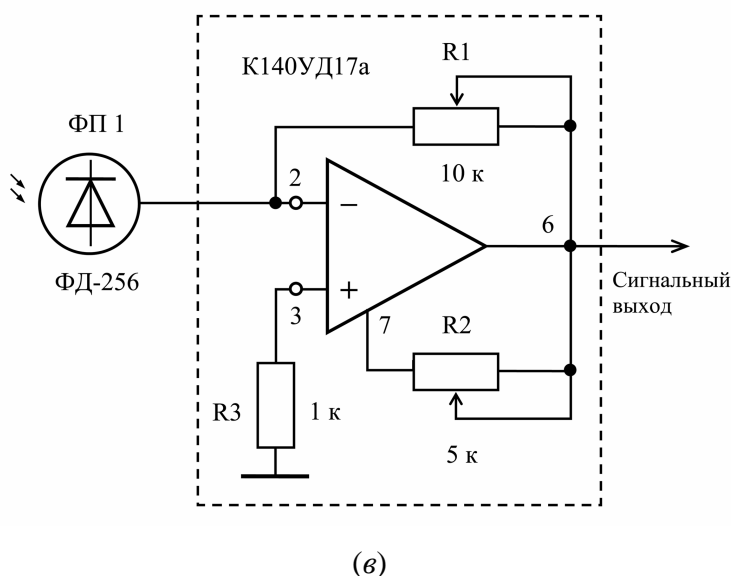 К140УД17а
R1
10 к
ФП 1
ФД-256
2
−
3
+
6
7
Сигнальный
выход
R2
5 к
R3
1 к
(в)